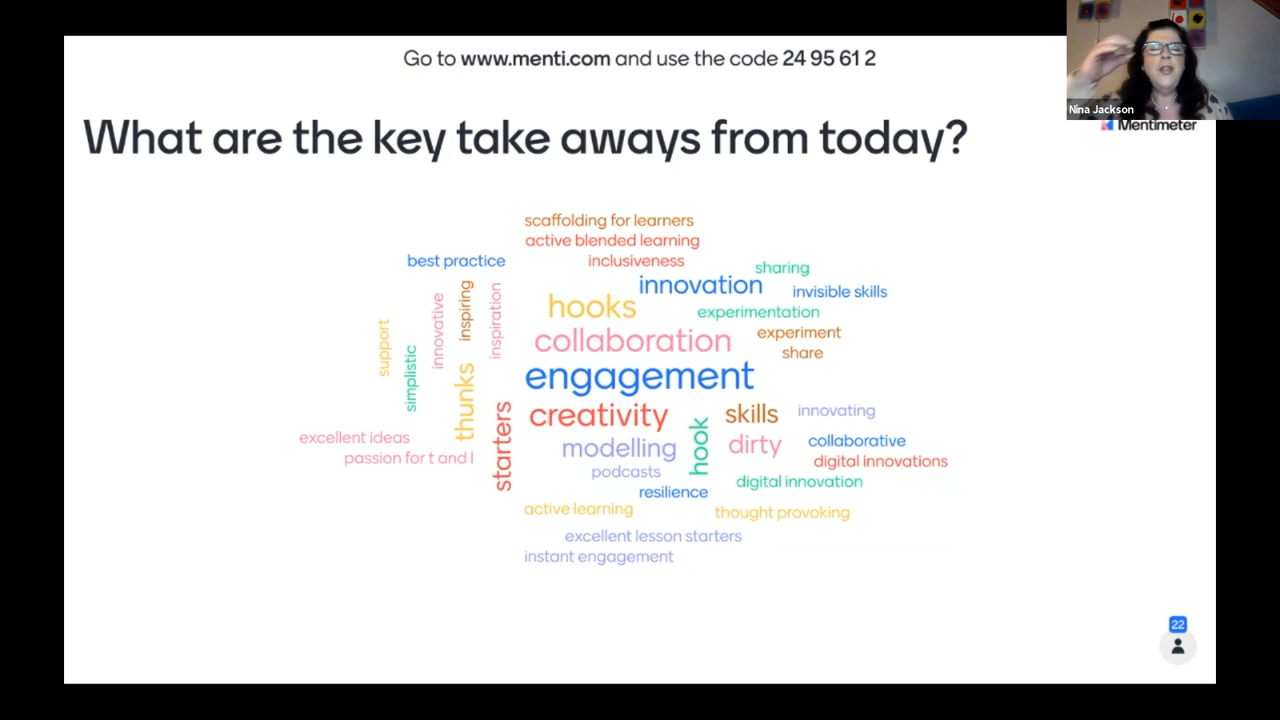 Go to www.menti.com and use the code 24 95 61 2
Nina Jackson
Mentimeter
What are the key take aways from today?
scaffolding for learners
active blended learning
best practice
inclusiveness
sharing
innovation
invisible skills
hooks
experimentation
inspiring
inspiration
innovative
support
simplistic
collaboration
experiment
share
engagement
thunks
starters
creativity
skills
innovating
excellent ideas
passion for t and l
modelling
hook
dirty
collaborative
digital innovations
podcasts
digital innovation
resilience
active learning
thought provoking
excellent lesson starters
instant engagement
22